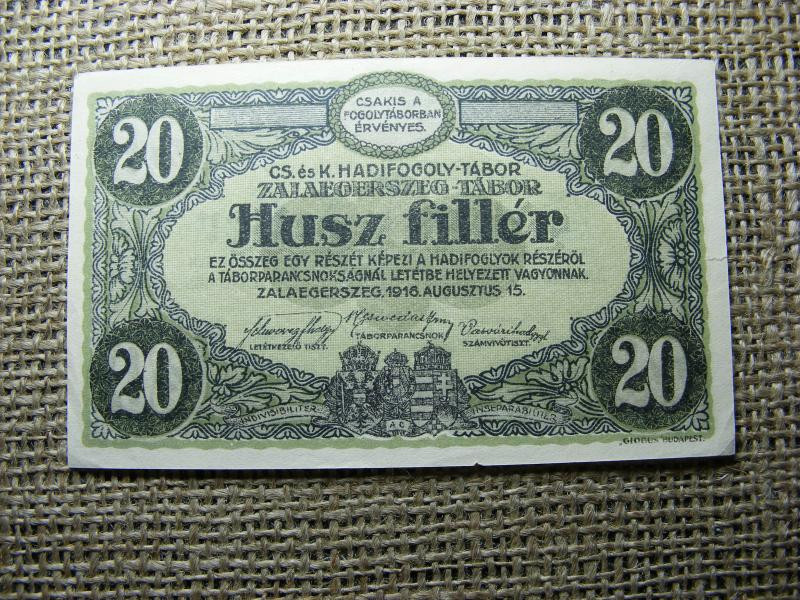 20
CSAKIS A
FOGOLYTÁBORBAN
ÉRVÉNYES.
20
CS. és K. HADIFOGOLY-TÁBOR
ZALAEGERSZEG-TÁBOR
Husz fillér
EZ ÖSSZEG EGY RÉSZÉT KÉPEZI A HADIFOGLYOK RÉSZÉRŐL
A TÁBORPARANCSNOKSÁGNÁL LETÉTBE HELYEZETT VAGYONNAK.
ZALAEGERSZEG, 1916. AUGUSZTUS 15.
LETÉTKEZELŐ TISZT.
TÁBORPARANCSNOK
SZÁMVIVŐTISZT.
20
20
INDIVISIBILITER
AC
INSEPARABILITER
„GLOBUS" BUDAPEST.